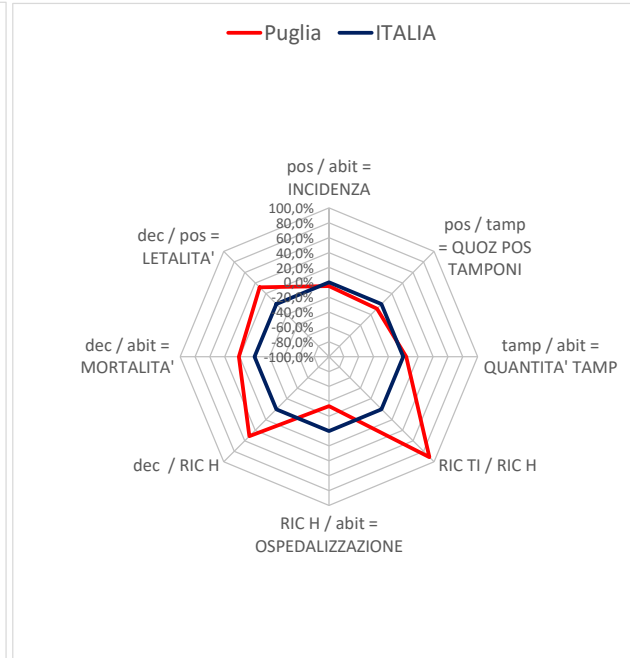 Puglia ITALIA
pos / abit =
INCIDENZA
pos / tamp
= QUOZ POS
TAMPONI
tamp / abit =
QUANTITA' TAMP
RIC TI / RIC H
RIC H / abit =
OSPEDALIZZAZIONE
dec / RIC H
dec / abit =
MORTALITA'
dec / pos =
LETALITA'
100,0%
80,0%
60,0%
40,0%
20,0%
0,0%
-20,0%
-40,0%
-60,0%
-80,0%
-100,0%